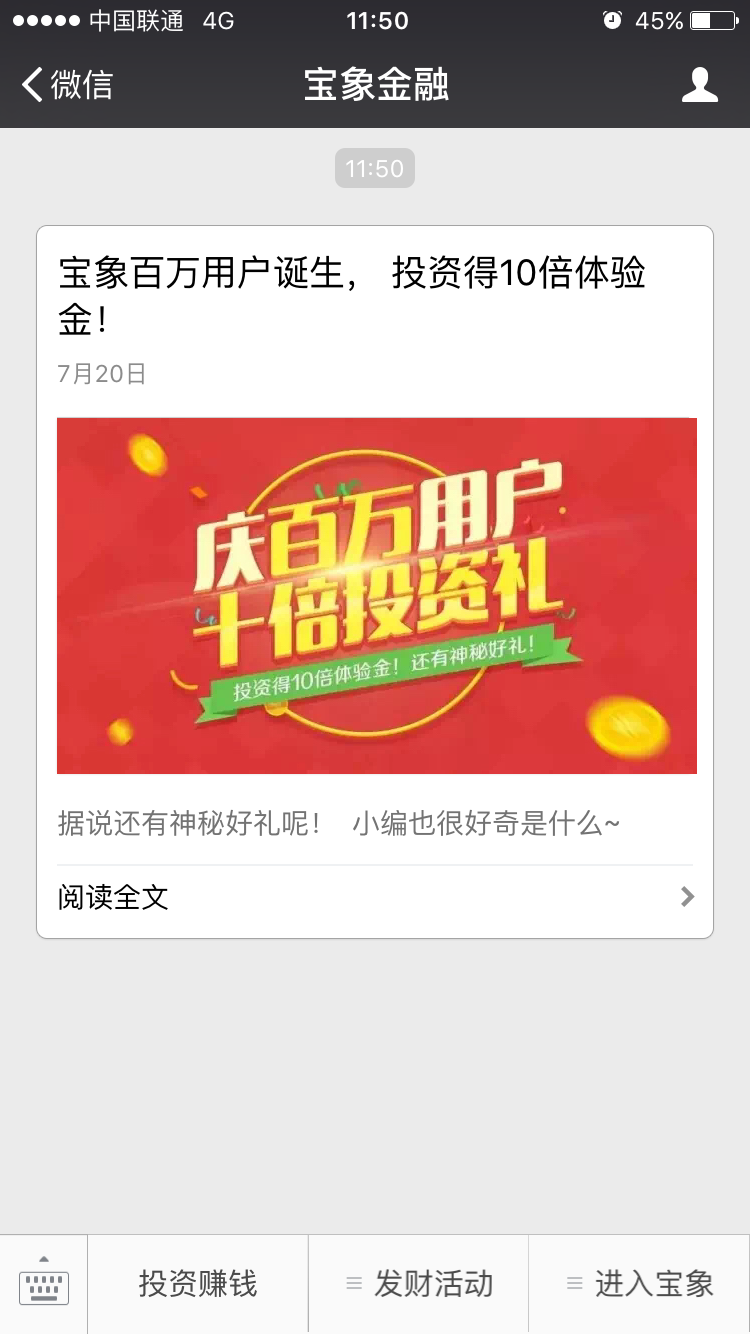 中国联通 4G 11:50 45%
微信 宝象金融
11:50
宝象百万用户诞生， 投资得10倍体验
金！
7月20日
庆百万用户
十倍投资礼
投资得10倍体验金！还有神秘好礼！
据说还有神秘好礼呢！ 小编也很好奇是什么~
阅读全文
投资赚钱 发财活动 进入宝象